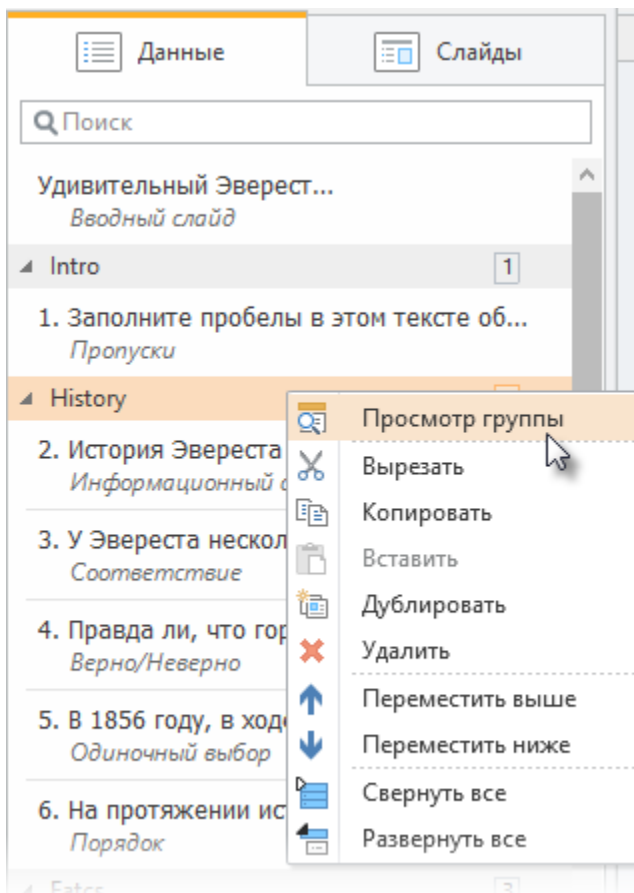 Данные
Слайды
Поиск
Удивительный Эверест...
Вводный слайд
Intro
1
1. Заполните пробелы в этом тексте об...
Пропуски
History
Просмотр группы
2. История Эвереста
Информационный с
Вырезать
Копировать
3. У Эвереста нескол
Соответствие
Вставить
Дублировать
4. Правда ли, что гор
Верно/Неверно
Удалить
Переместить выше
5. В 1856 году, в ходе
Одиночный выбор
Переместить ниже
Свернуть все
6. На протяжении ис
Порядок
Развернуть все
Fatcs
3